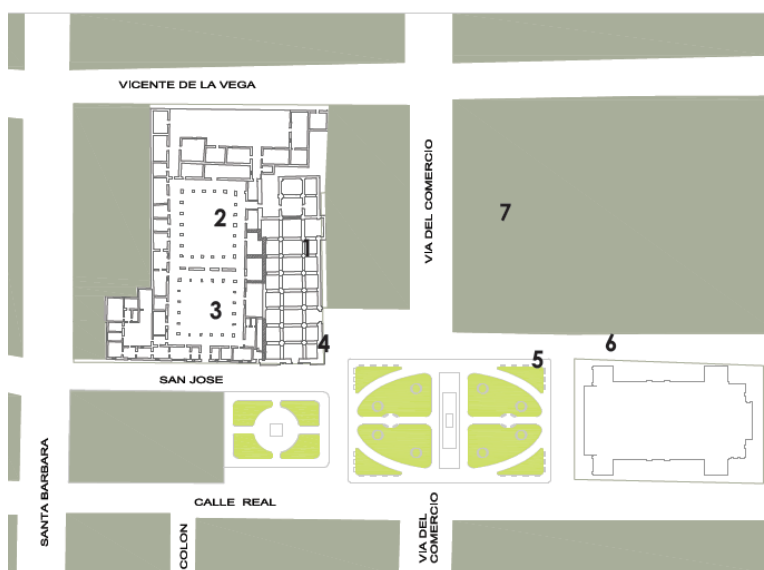 VICENTE DE LA VEGA
VIA DEL COMERCIO
2
7
1
3
4
5
6
SAN JOSE
SANTA BARBARA
CALLE REAL
COLON
VIA DEL
COMERCIO